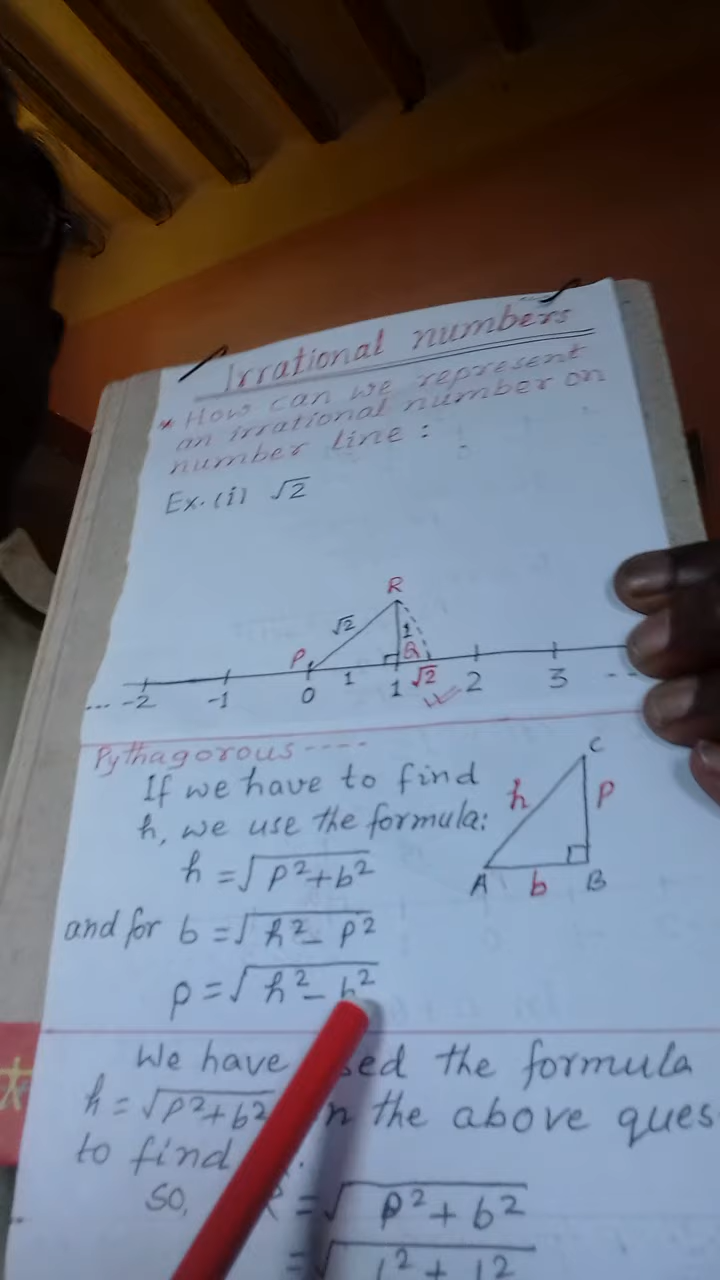 Irrational numbers
* How can we represent
an irrational number on
number line:
Ex. (i) √2
R
√2
1
P
Q
... -2 -1 0 1 1 √2 2 3 --
Pythagorous ----
If we have to find
h, we use the formula:
h = √P²+b²
and for b = √h² - P²
p = √h² - b²
C
h
P
A
b
B
We have the formula
h = √P²+b² the above ques
to find
so,
= √P² + b²
= √1² + 1²